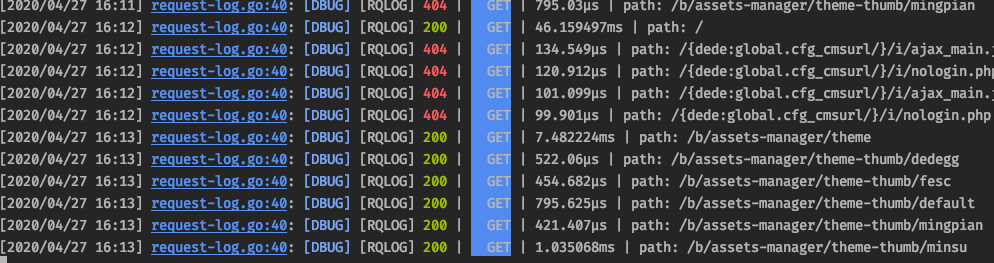 [2020/04/27 16:11] request-log.go:40: [DBUG] [RQLOG] 404 | GET | 795.03µs | path: /b/assets-manager/theme-thumb/mingpian
[2020/04/27 16:12] request-log.go:40: [DBUG] [RQLOG] 200 | GET | 46.159497ms | path: /
[2020/04/27 16:12] request-log.go:40: [DBUG] [RQLOG] 404 | GET | 134.549µs | path: /{dede:global.cfg_cmsurl/}/i/ajax_main.j
[2020/04/27 16:12] request-log.go:40: [DBUG] [RQLOG] 404 | GET | 120.912µs | path: /{dede:global.cfg_cmsurl/}/i/nologin.php
[2020/04/27 16:12] request-log.go:40: [DBUG] [RQLOG] 404 | GET | 101.099µs | path: /{dede:global.cfg_cmsurl/}/i/ajax_main.j
[2020/04/27 16:12] request-log.go:40: [DBUG] [RQLOG] 404 | GET | 99.901µs | path: /{dede:global.cfg_cmsurl/}/i/nologin.php
[2020/04/27 16:13] request-log.go:40: [DBUG] [RQLOG] 200 | GET | 7.482224ms | path: /b/assets-manager/theme
[2020/04/27 16:13] request-log.go:40: [DBUG] [RQLOG] 200 | GET | 522.06µs | path: /b/assets-manager/theme-thumb/dedegg
[2020/04/27 16:13] request-log.go:40: [DBUG] [RQLOG] 200 | GET | 454.682µs | path: /b/assets-manager/theme-thumb/fesc
[2020/04/27 16:13] request-log.go:40: [DBUG] [RQLOG] 200 | GET | 795.625µs | path: /b/assets-manager/theme-thumb/default
[2020/04/27 16:13] request-log.go:40: [DBUG] [RQLOG] 200 | GET | 421.407µs | path: /b/assets-manager/theme-thumb/mingpian
[2020/04/27 16:13] request-log.go:40: [DBUG] [RQLOG] 200 | GET | 1.035068ms | path: /b/assets-manager/theme-thumb/minsu